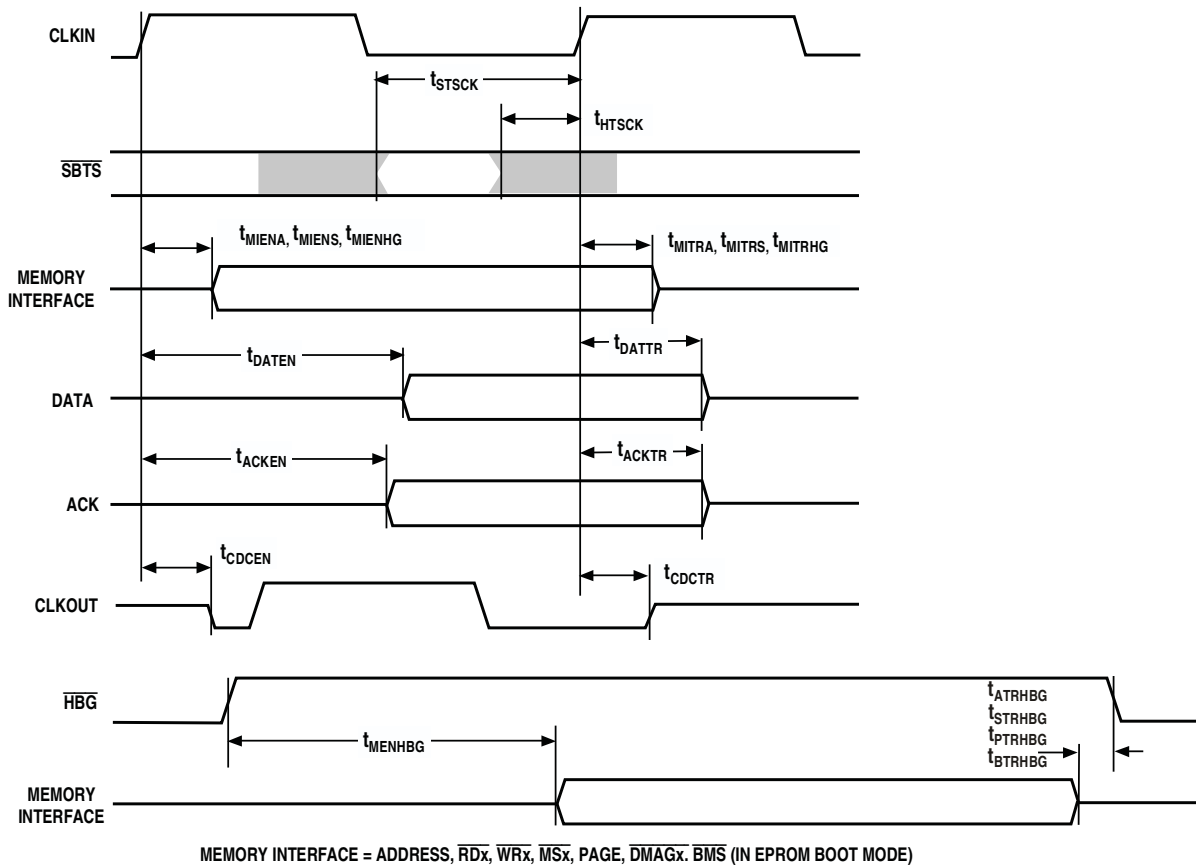 CLKIN
tSTSCK
tHTSCK
SBTS
tMIENA, tMIENS, tMIENHG
tMITRA, tMITRS, tMITRHG
MEMORY
INTERFACE
tDATEN
tDATTR
DATA
tACKEN
tACKTR
ACK
tCDCEN
tCDCTR
CLKOUT
HBG
tATRHBG
tSTRHBG
tPTRHBG
tBTRHBG
tMENHBG
MEMORY
INTERFACE
MEMORY INTERFACE = ADDRESS, RDx, WRx, MSx, PAGE, DMAGx. BMS (IN EPROM BOOT MODE)